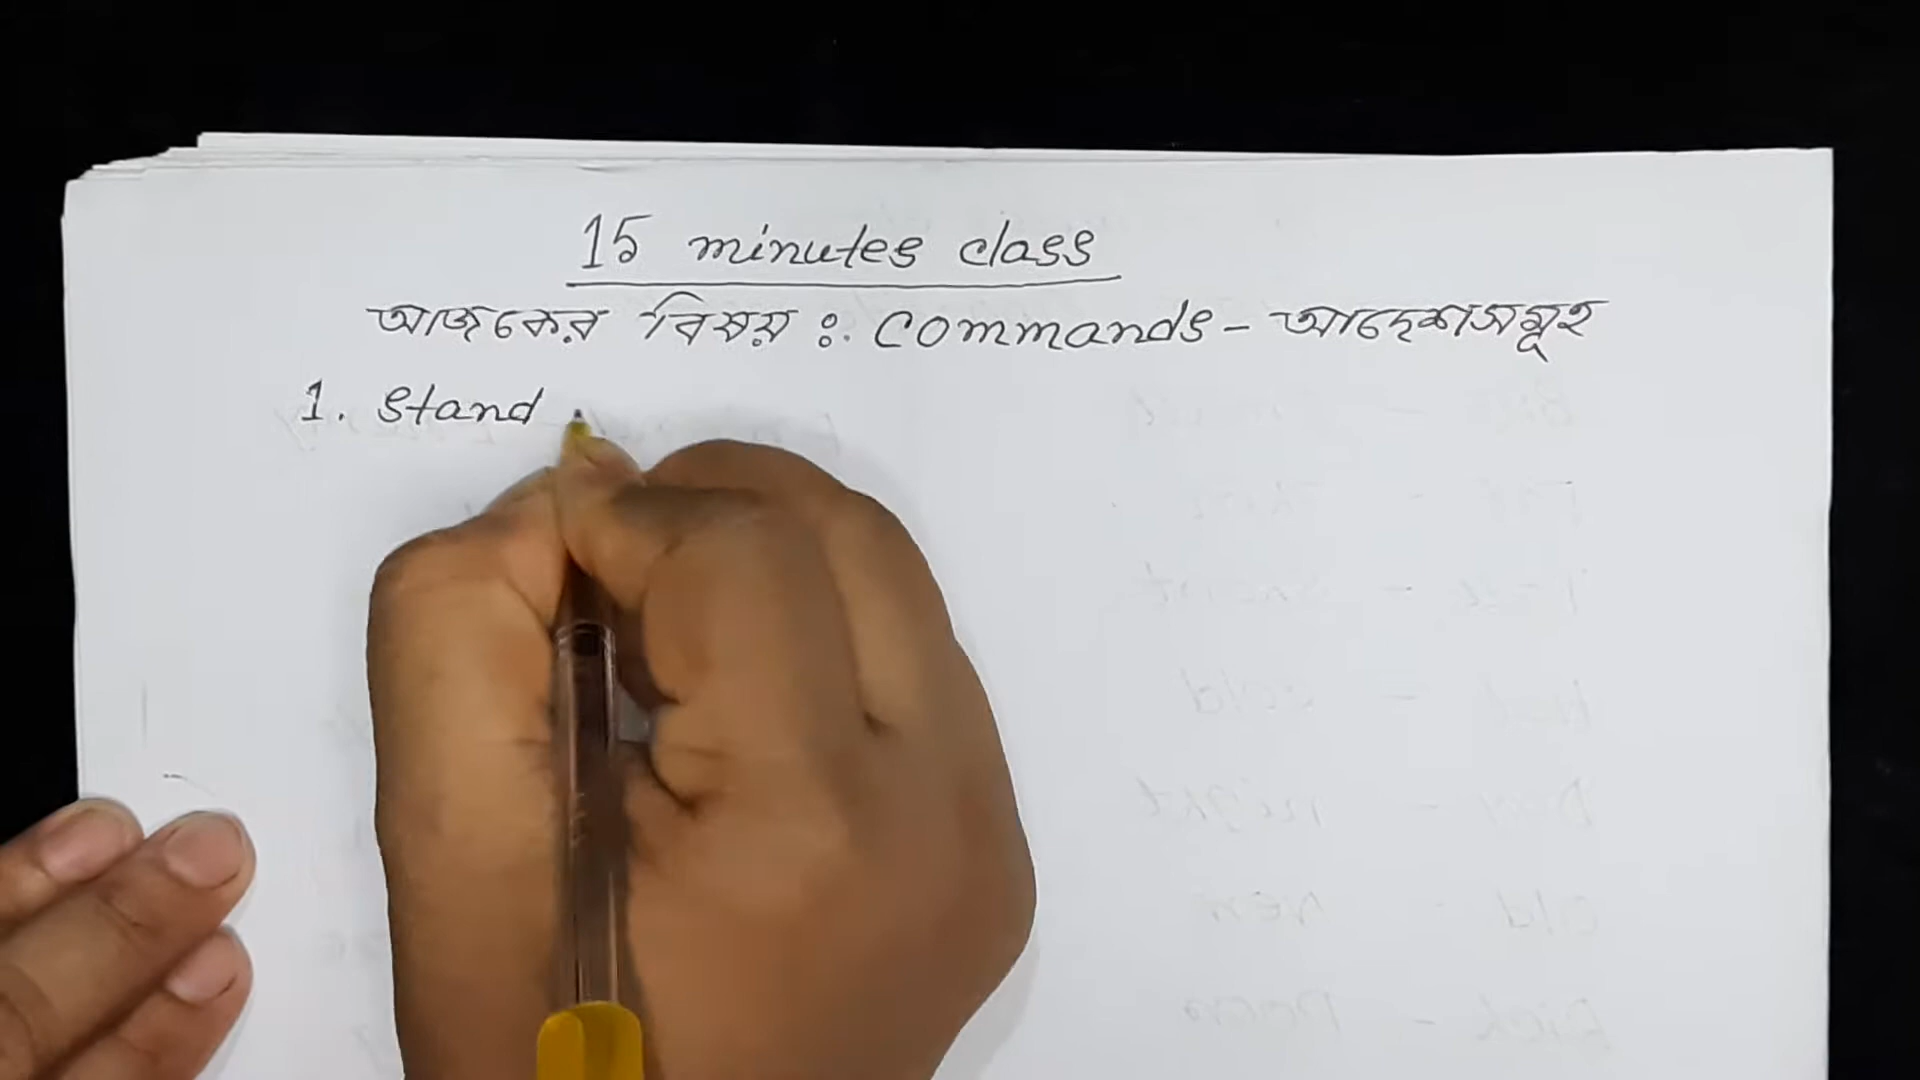 15 minutes class
আজকের বিষয় : Commands - আদেশসমূহ
1. Stand